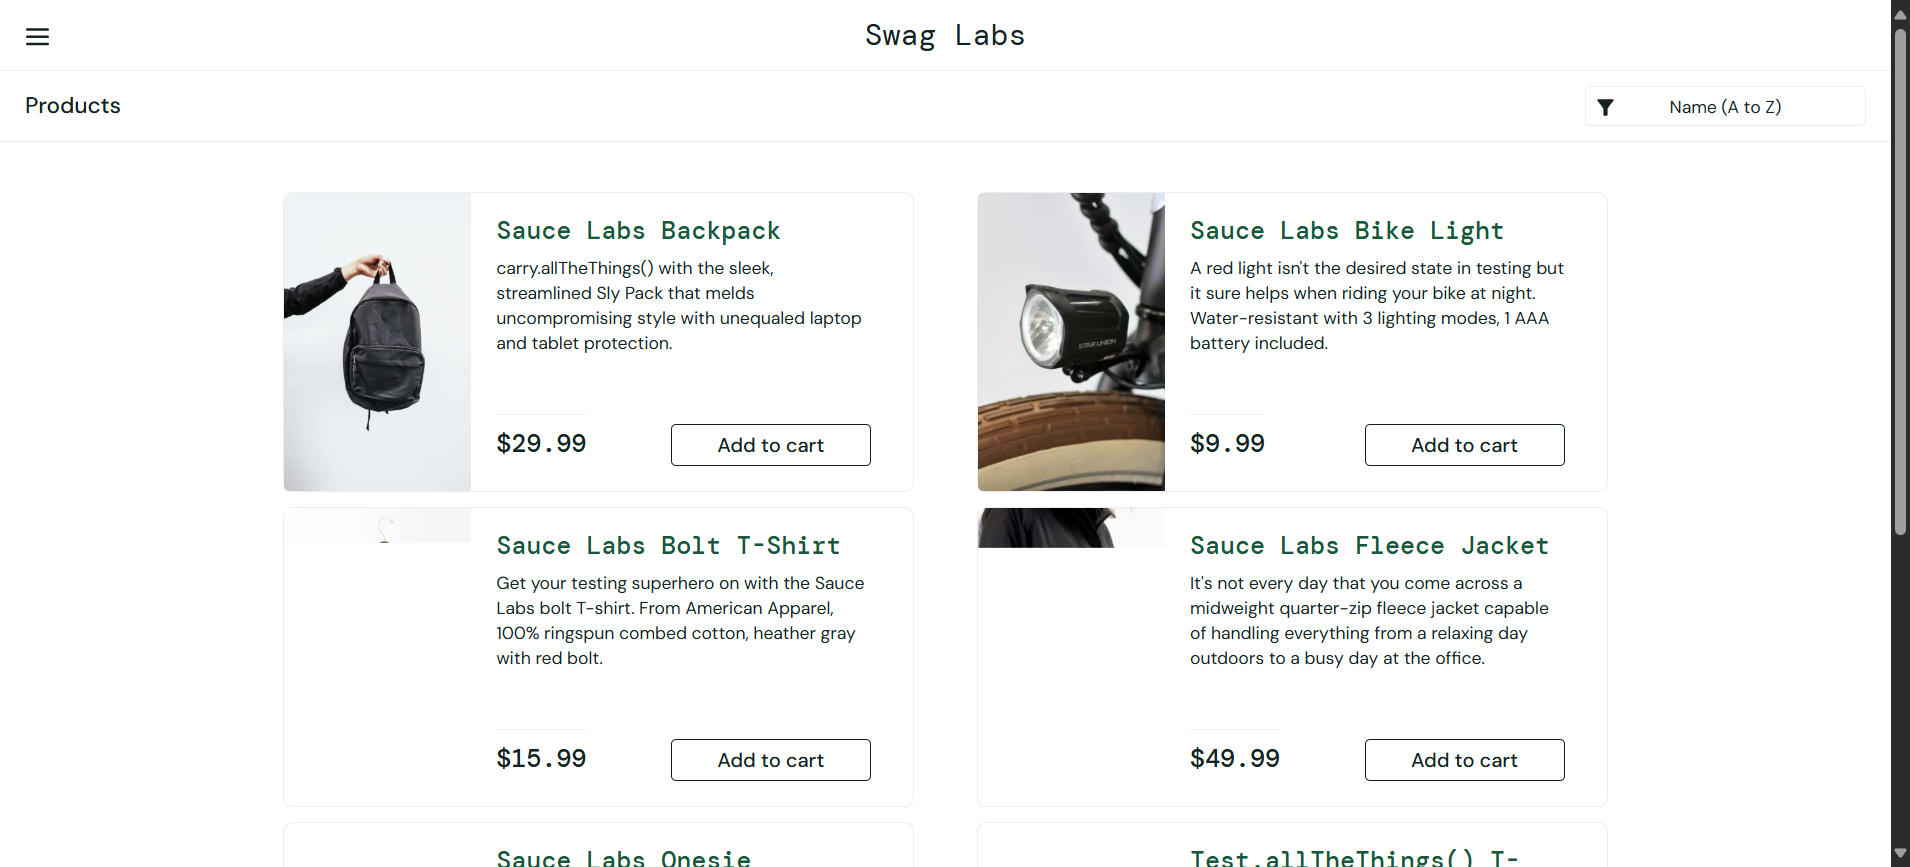 Swag Labs
Products
Name (A to Z)
Sauce Labs Backpack
carry.allTheThings() with the sleek,
streamlined Sly Pack that melds
uncompromising style with unequaled laptop
and tablet protection.
$29.99
Add to cart
Sauce Labs Bike Light
A red light isn't the desired state in testing but
it sure helps when riding your bike at night.
Water-resistant with 3 lighting modes, 1 AAA
battery included.
STAR UNION
$9.99
Add to cart
Sauce Labs Bolt T-Shirt
Get your testing superhero on with the Sauce
Labs bolt T-shirt. From American Apparel,
100% ringspun combed cotton, heather gray
with red bolt.
$15.99
Add to cart
Sauce Labs Fleece Jacket
It's not every day that you come across a
midweight quarter-zip fleece jacket capable
of handling everything from a relaxing day
outdoors to a busy day at the office.
$49.99
Add to cart
Sauce Labs Onesie
Test.allTheThings() T-